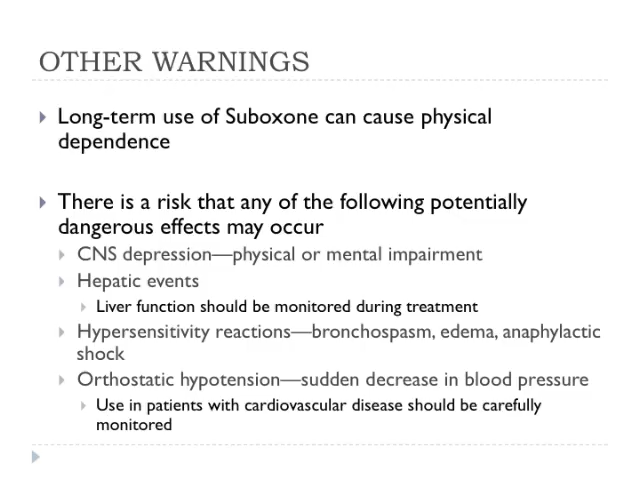 OTHER WARNINGS
Long-term use of Suboxone can cause physical
dependence
There is a risk that any of the following potentially
dangerous effects may occur
CNS depression—physical or mental impairment
Hepatic events
Liver function should be monitored during treatment
Hypersensitivity reactions—bronchospasm, edema, anaphylactic
shock
Orthostatic hypotension—sudden decrease in blood pressure
Use in patients with cardiovascular disease should be carefully
monitored